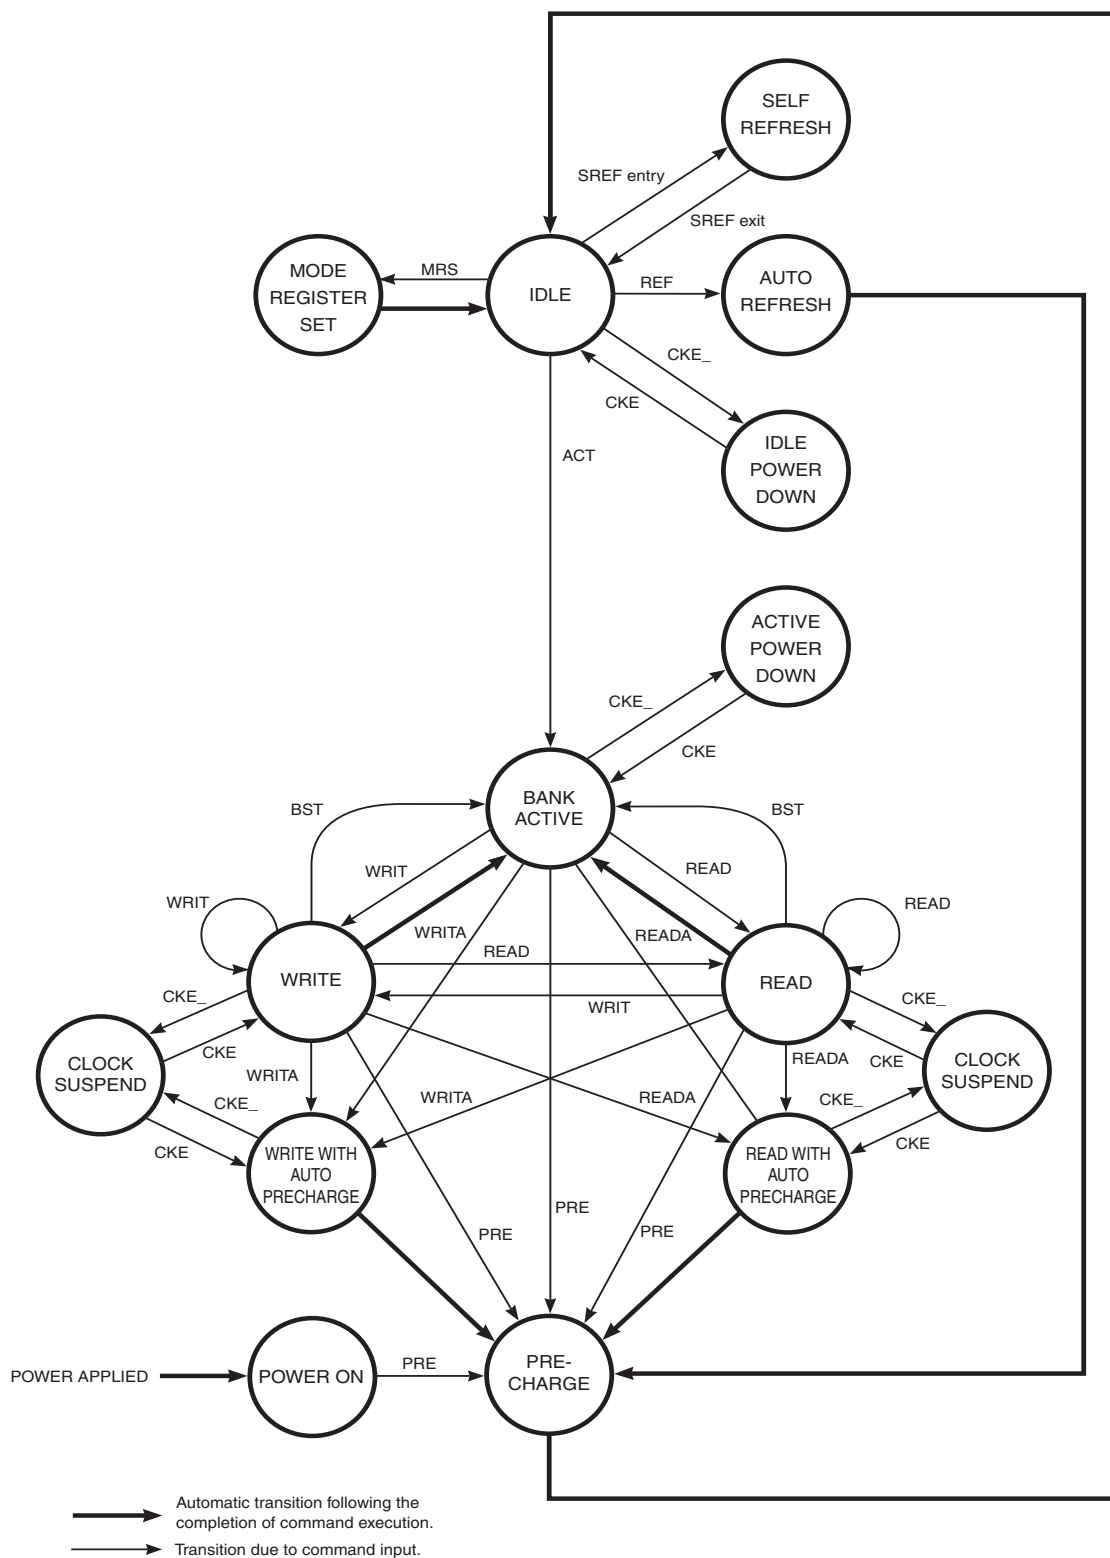 SELF
REFRESH
SREF entry
SREF exit
MODE
REGISTER
SET
MRS
IDLE
REF
AUTO
REFRESH
CKE_
CKE
IDLE
POWER
DOWN
ACT
ACTIVE
POWER
DOWN
CKE_
CKE
BANK
ACTIVE
BST
BST
WRIT
READ
WRIT
READ
WRITA
READA
READ
WRITE
READ
WRIT
CKE_
CKE_
CKE
CKE
CLOCK
SUSPEND
CLOCK
SUSPEND
WRITA
READA
CKE_
WRITA
READA
CKE_
CKE
CKE
WRITE WITH
AUTO
PRECHARGE
READ WITH
AUTO
PRECHARGE
PRE
PRE
PRE
POWER APPLIED
POWER ON
PRE
PRE-
CHARGE
Automatic transition following the
completion of command execution.
Transition due to command input.